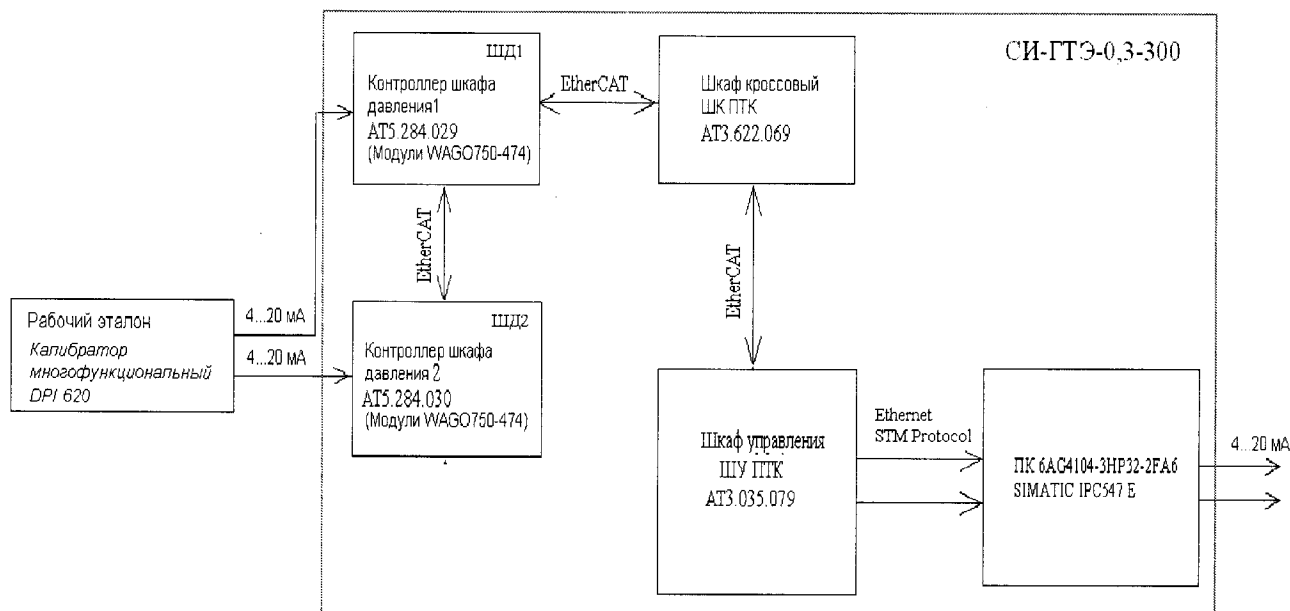 СИ-ГТЭ-0,3-300
ШД1
Контроллер шкафа
давления1
АТ5.284.029
(Модули WAGO750-474)
EtherCAT
Шкаф кроссовый
ШК ПТК
АТ3.622.069
EtherCAT
EtherCAT
Рабочий эталон
Калибратор
многофункциональный
DPI 620
4...20 мА
4...20 мА
ШД2
Контроллер шкафа
давления 2
АТ5.284.030
(Модули WAGO750-474)
Шкаф управления
ШУ ПТК
АТ3.035.079
Ethernet
STM Protocol
ПК 6AG4104-3HP32-2FA6
SIMATIC IPC547 E
4...20 мА